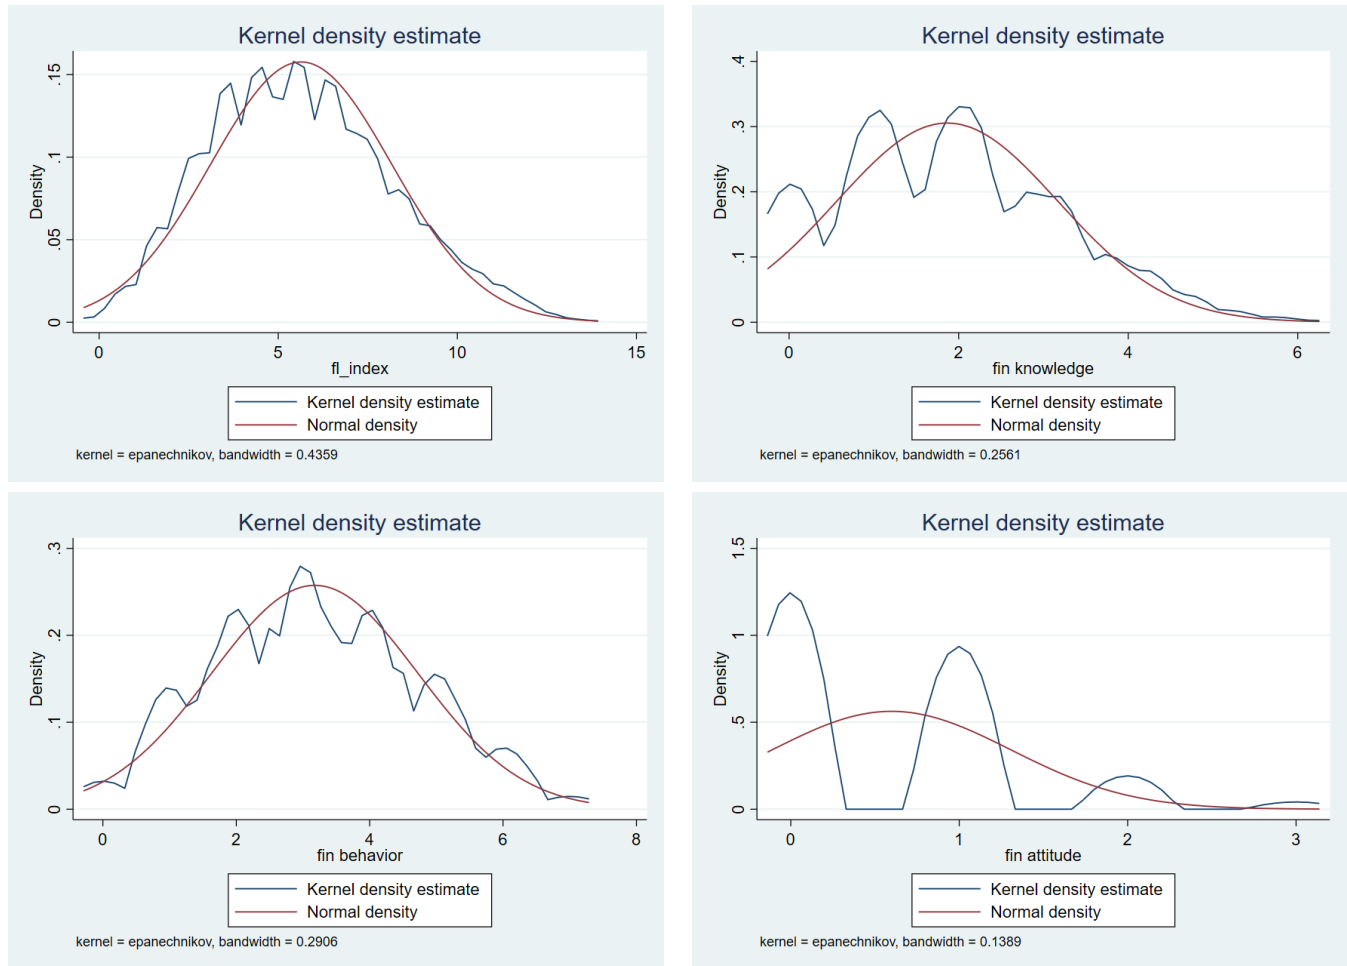 Kernel density estimate
Density
0
.05
.1
.15
0
5
10
15
fl_index
Kernel density estimate
Normal density
kernel = epanechnikov, bandwidth = 0.4359
Kernel density estimate
Density
0
.1
.2
.3
.4
0
2
4
6
fin knowledge
Kernel density estimate
Normal density
kernel = epanechnikov, bandwidth = 0.2561
Kernel density estimate
Density
0
.1
.2
.3
0
2
4
6
8
fin behavior
Kernel density estimate
Normal density
kernel = epanechnikov, bandwidth = 0.2906
Kernel density estimate
Density
0
.5
1
1.5
0
1
2
3
fin attitude
Kernel density estimate
Normal density
kernel = epanechnikov, bandwidth = 0.1389